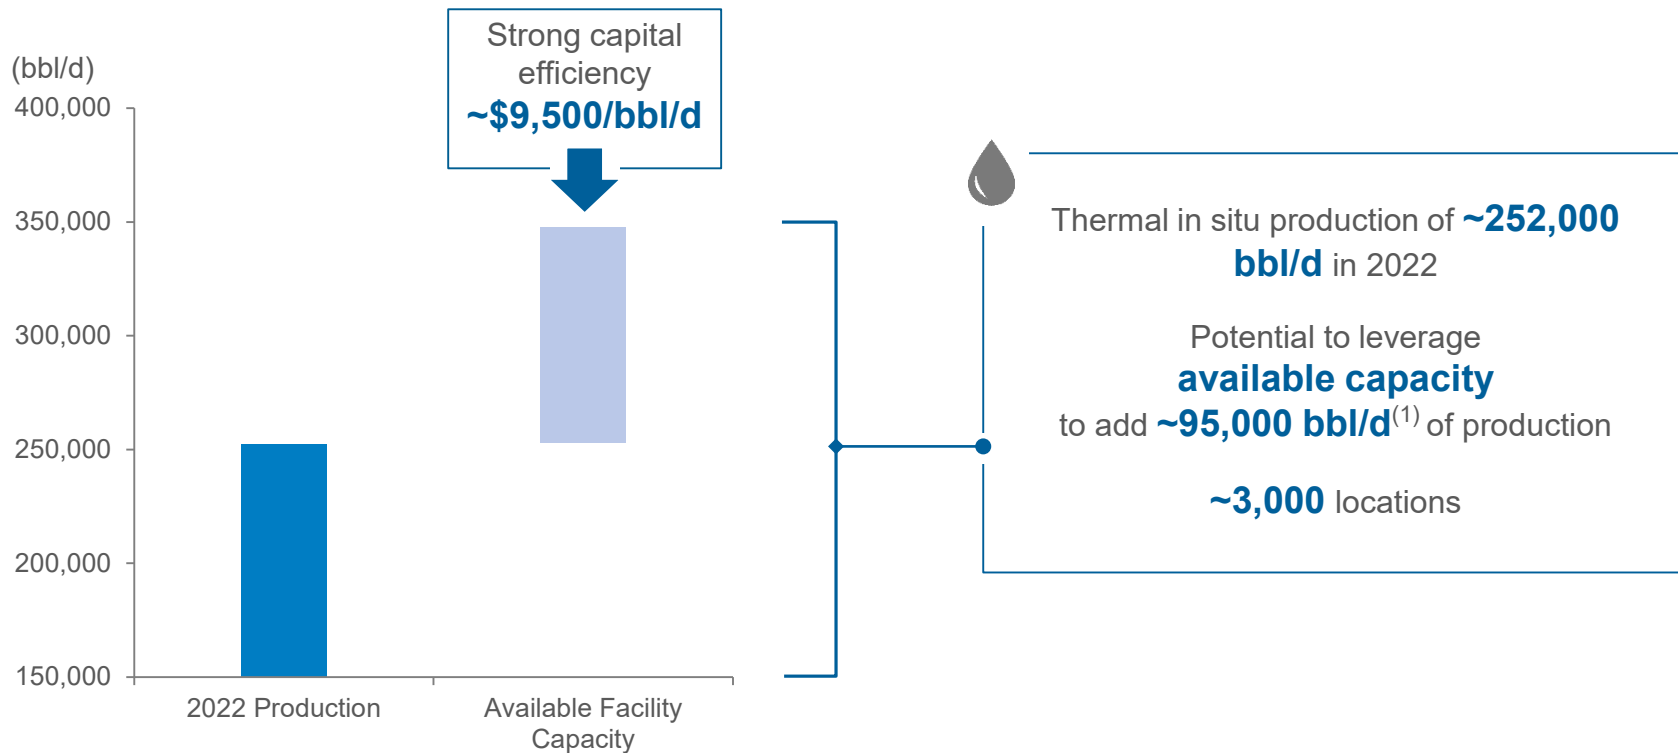 (bbl/d)
400,000
350,000
300,000
250,000
200,000
150,000
2022 Production
Available Facility
Capacity
Strong capital
efficiency
~$9,500/bbl/d
Thermal in situ production of ~252,000
bbl/d in 2022
Potential to leverage
available capacity
to add ~95,000 bbl/d(1) of production
~3,000 locations